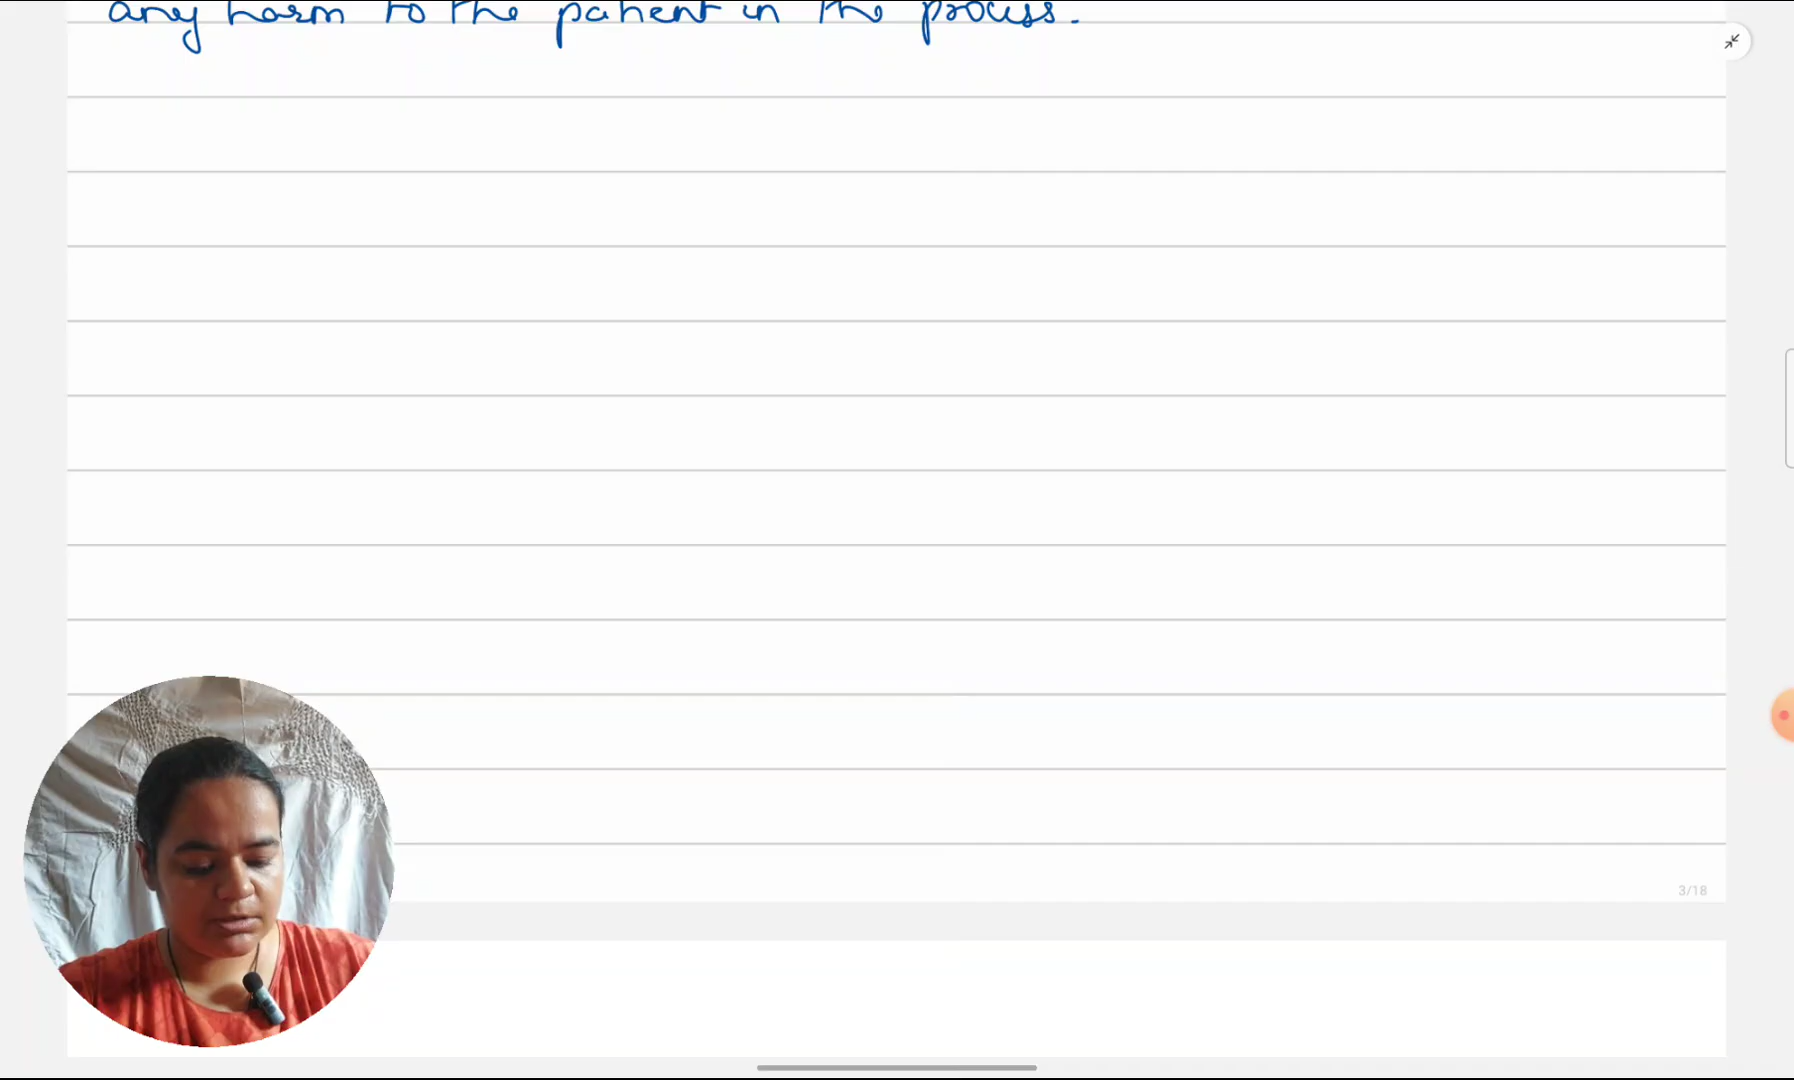 any harm to the patient in the process.
3/18